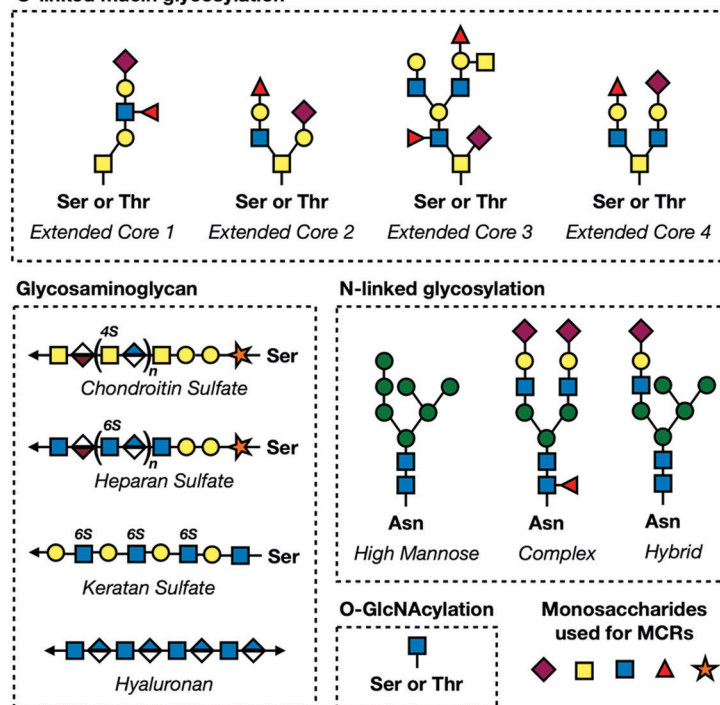 Ser or Thr Ser or Thr Ser or Thr Ser or Thr
Extended Core 1 Extended Core 2 Extended Core 3 Extended Core 4
Glycosaminoglycan
4S
n
Ser
Chondroitin Sulfate
6S
n
Ser
Heparan Sulfate
6S 6S 6S
Ser
Keratan Sulfate
Hyaluronan
N-linked glycosylation
Asn Asn Asn
High Mannose Complex Hybrid
O-GlcNAcylation
Ser or Thr
Monosaccharides
used for MCRs